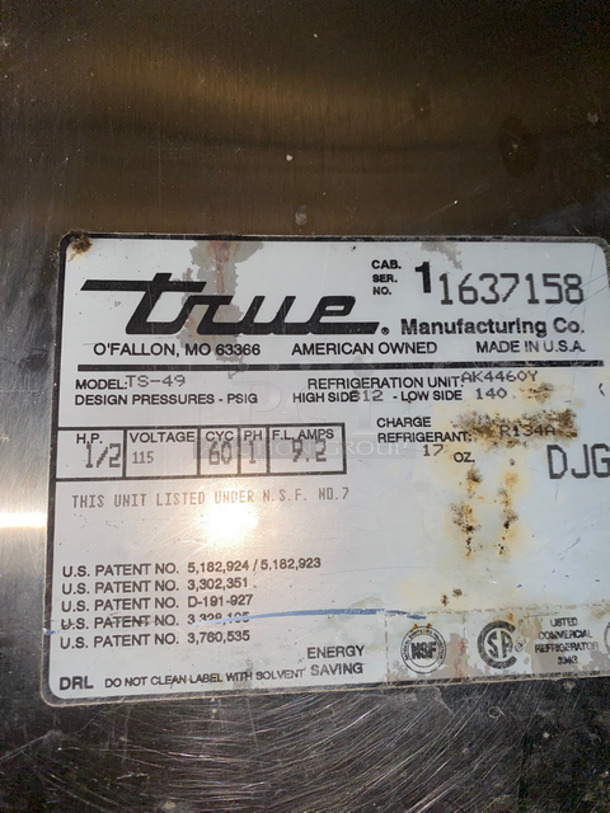 CAB. SER. NO. 1 1637158
true® Manufacturing Co.
O'FALLON, MO 63366 AMERICAN OWNED MADE IN U.S.A.
MODEL: TS-49 REFRIGERATION UNIT: AK4460Y
DESIGN PRESSURES - PSIG HIGH SIDE 312 - LOW SIDE 140
H.P. 1/2 VOLTAGE 115 CYC 60 PH 1 F.L. AMPS 9.2
CHARGE
REFRIGERANT: R134A
17 OZ.
DJG
THIS UNIT LISTED UNDER N.S.F. NO.7
U.S. PATENT NO. 5,182,924 / 5,182,923
U.S. PATENT NO. 3,302,351
U.S. PATENT NO. D-191-927
U.S. PATENT NO.
U.S. PATENT NO. 3,760,535
ENERGY SAVING
DRL DO NOT CLEAN LABEL WITH SOLVENT
NSF
SP
LISTED
COMMERCIAL
REFRIGERATOR